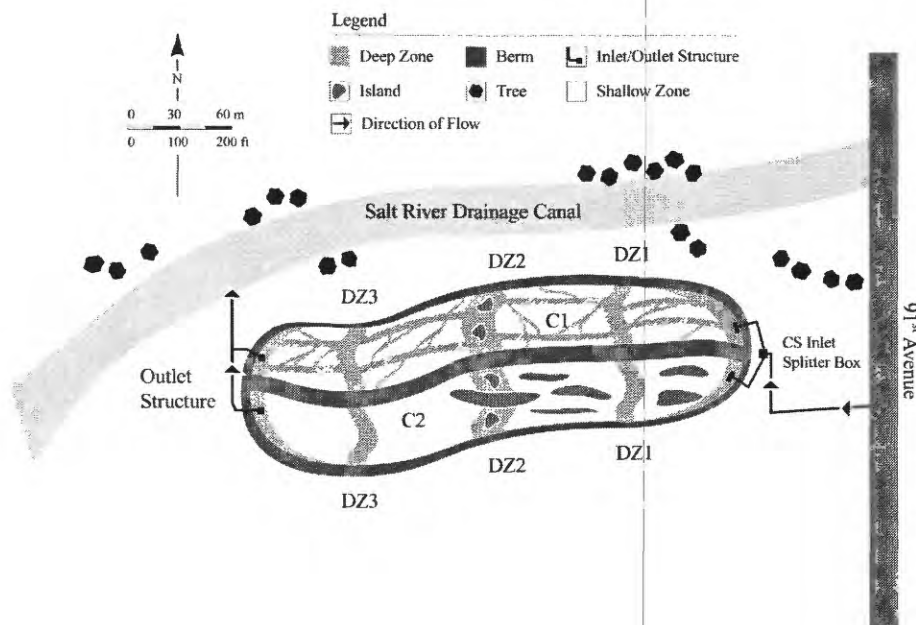 Legend
Deep Zone
Berm
Inlet/Outlet Structure
Island
Tree
Shallow Zone
Direction of Flow
N
0 30 60 m
0 100 200 ft
Salt River Drainage Canal
DZ1
DZ2
DZ3
C1
91st Avenue
CS Inlet
Splitter Box
Outlet
Structure
C2
DZ1
DZ2
DZ3